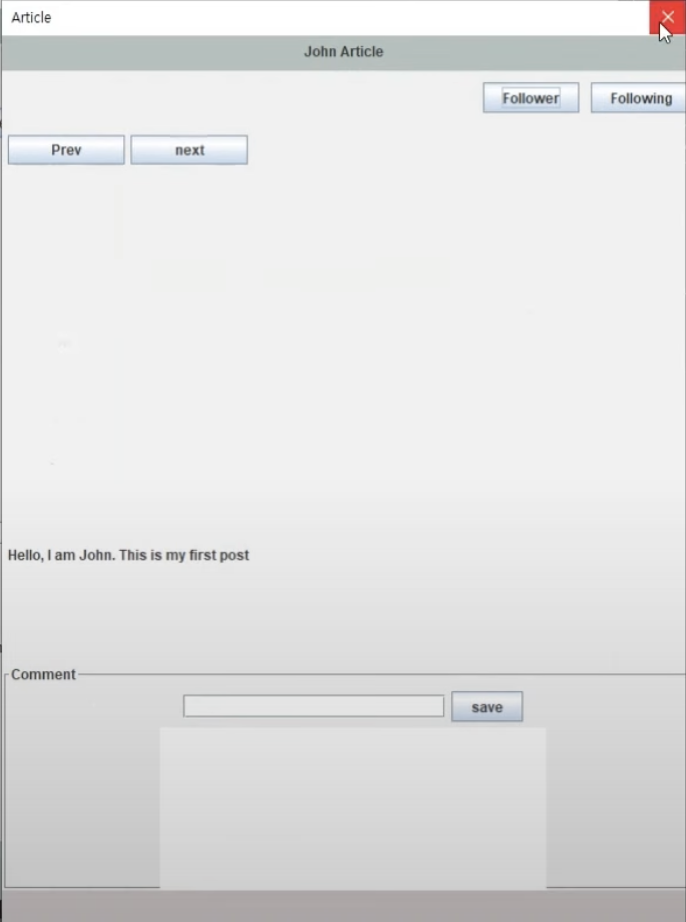 Article
John Article
Follower Following
Prev next
Hello, I am John. This is my first post
Comment
save